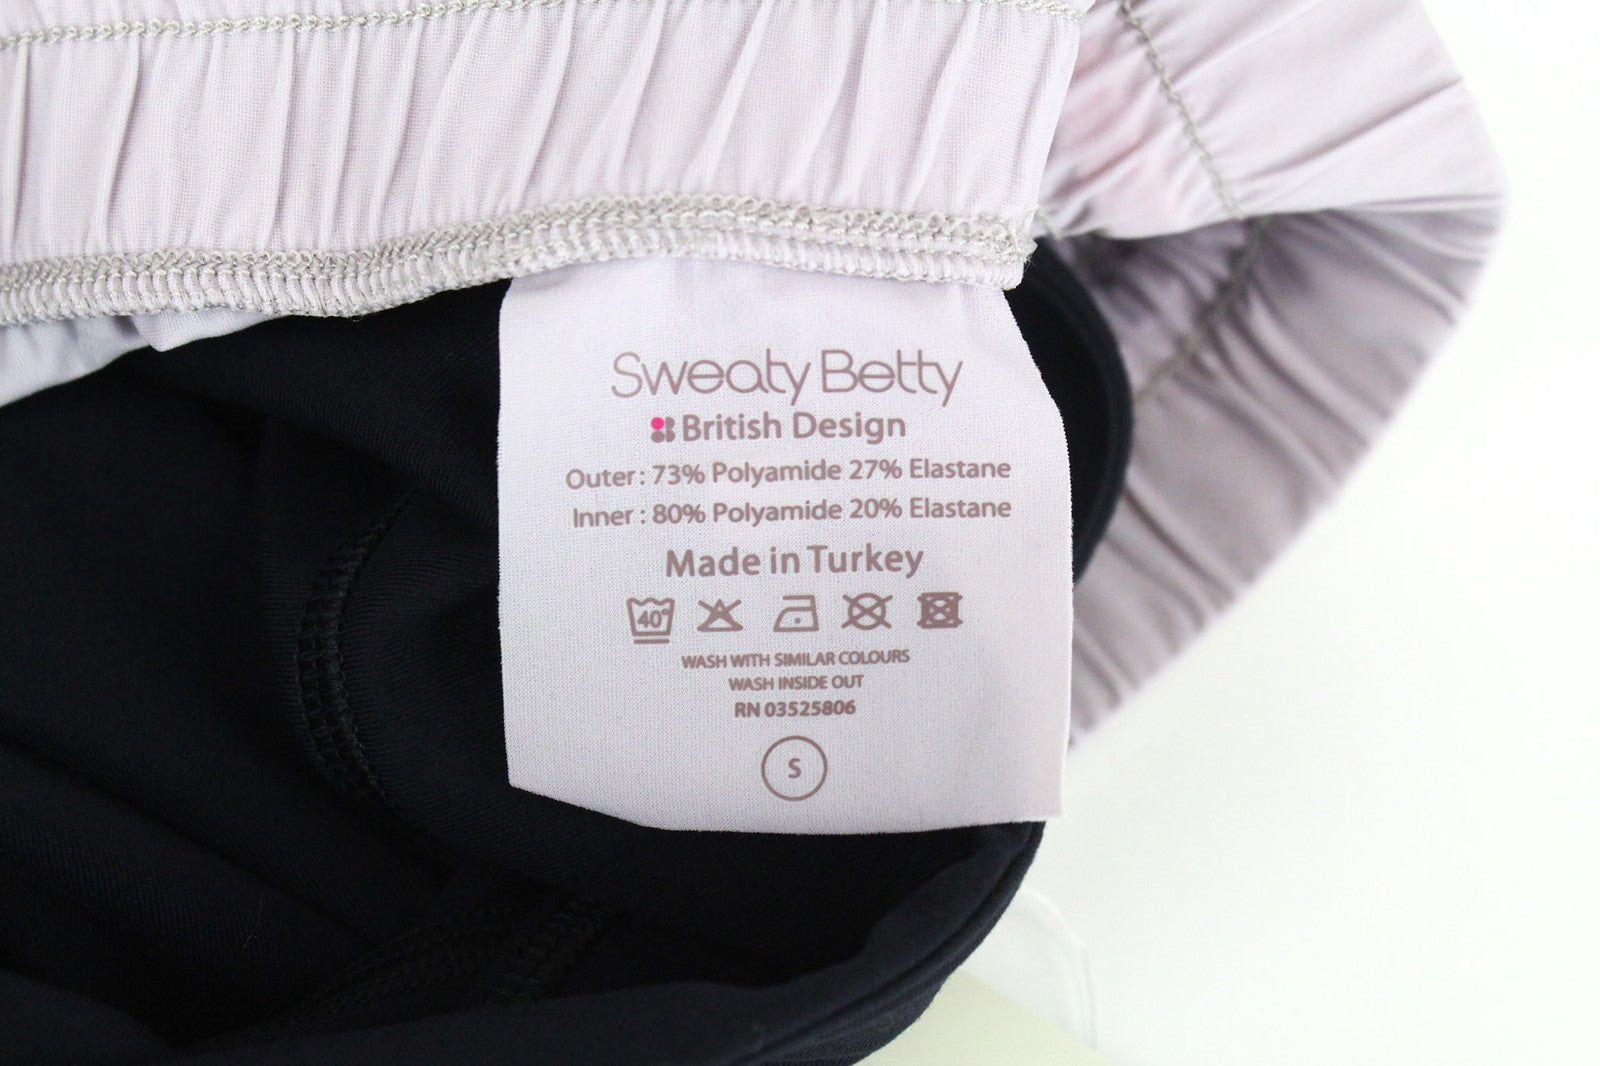 Sweaty Betty
British Design
Outer: 73% Polyamide 27% Elastane
Inner : 80% Polyamide 20% Elastane
Made in Turkey
40°
WASH WITH SIMILAR COLOURS
WASH INSIDE OUT
RN 03525806
S